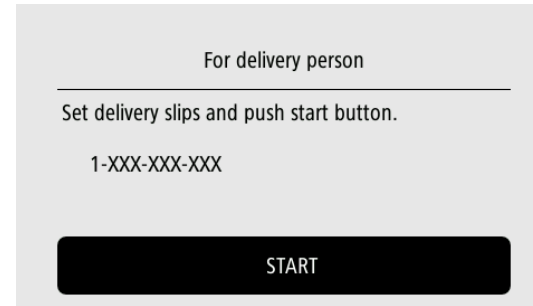 For delivery person
Set delivery slips and push start button.
1-XXX-XXX-XXX
START